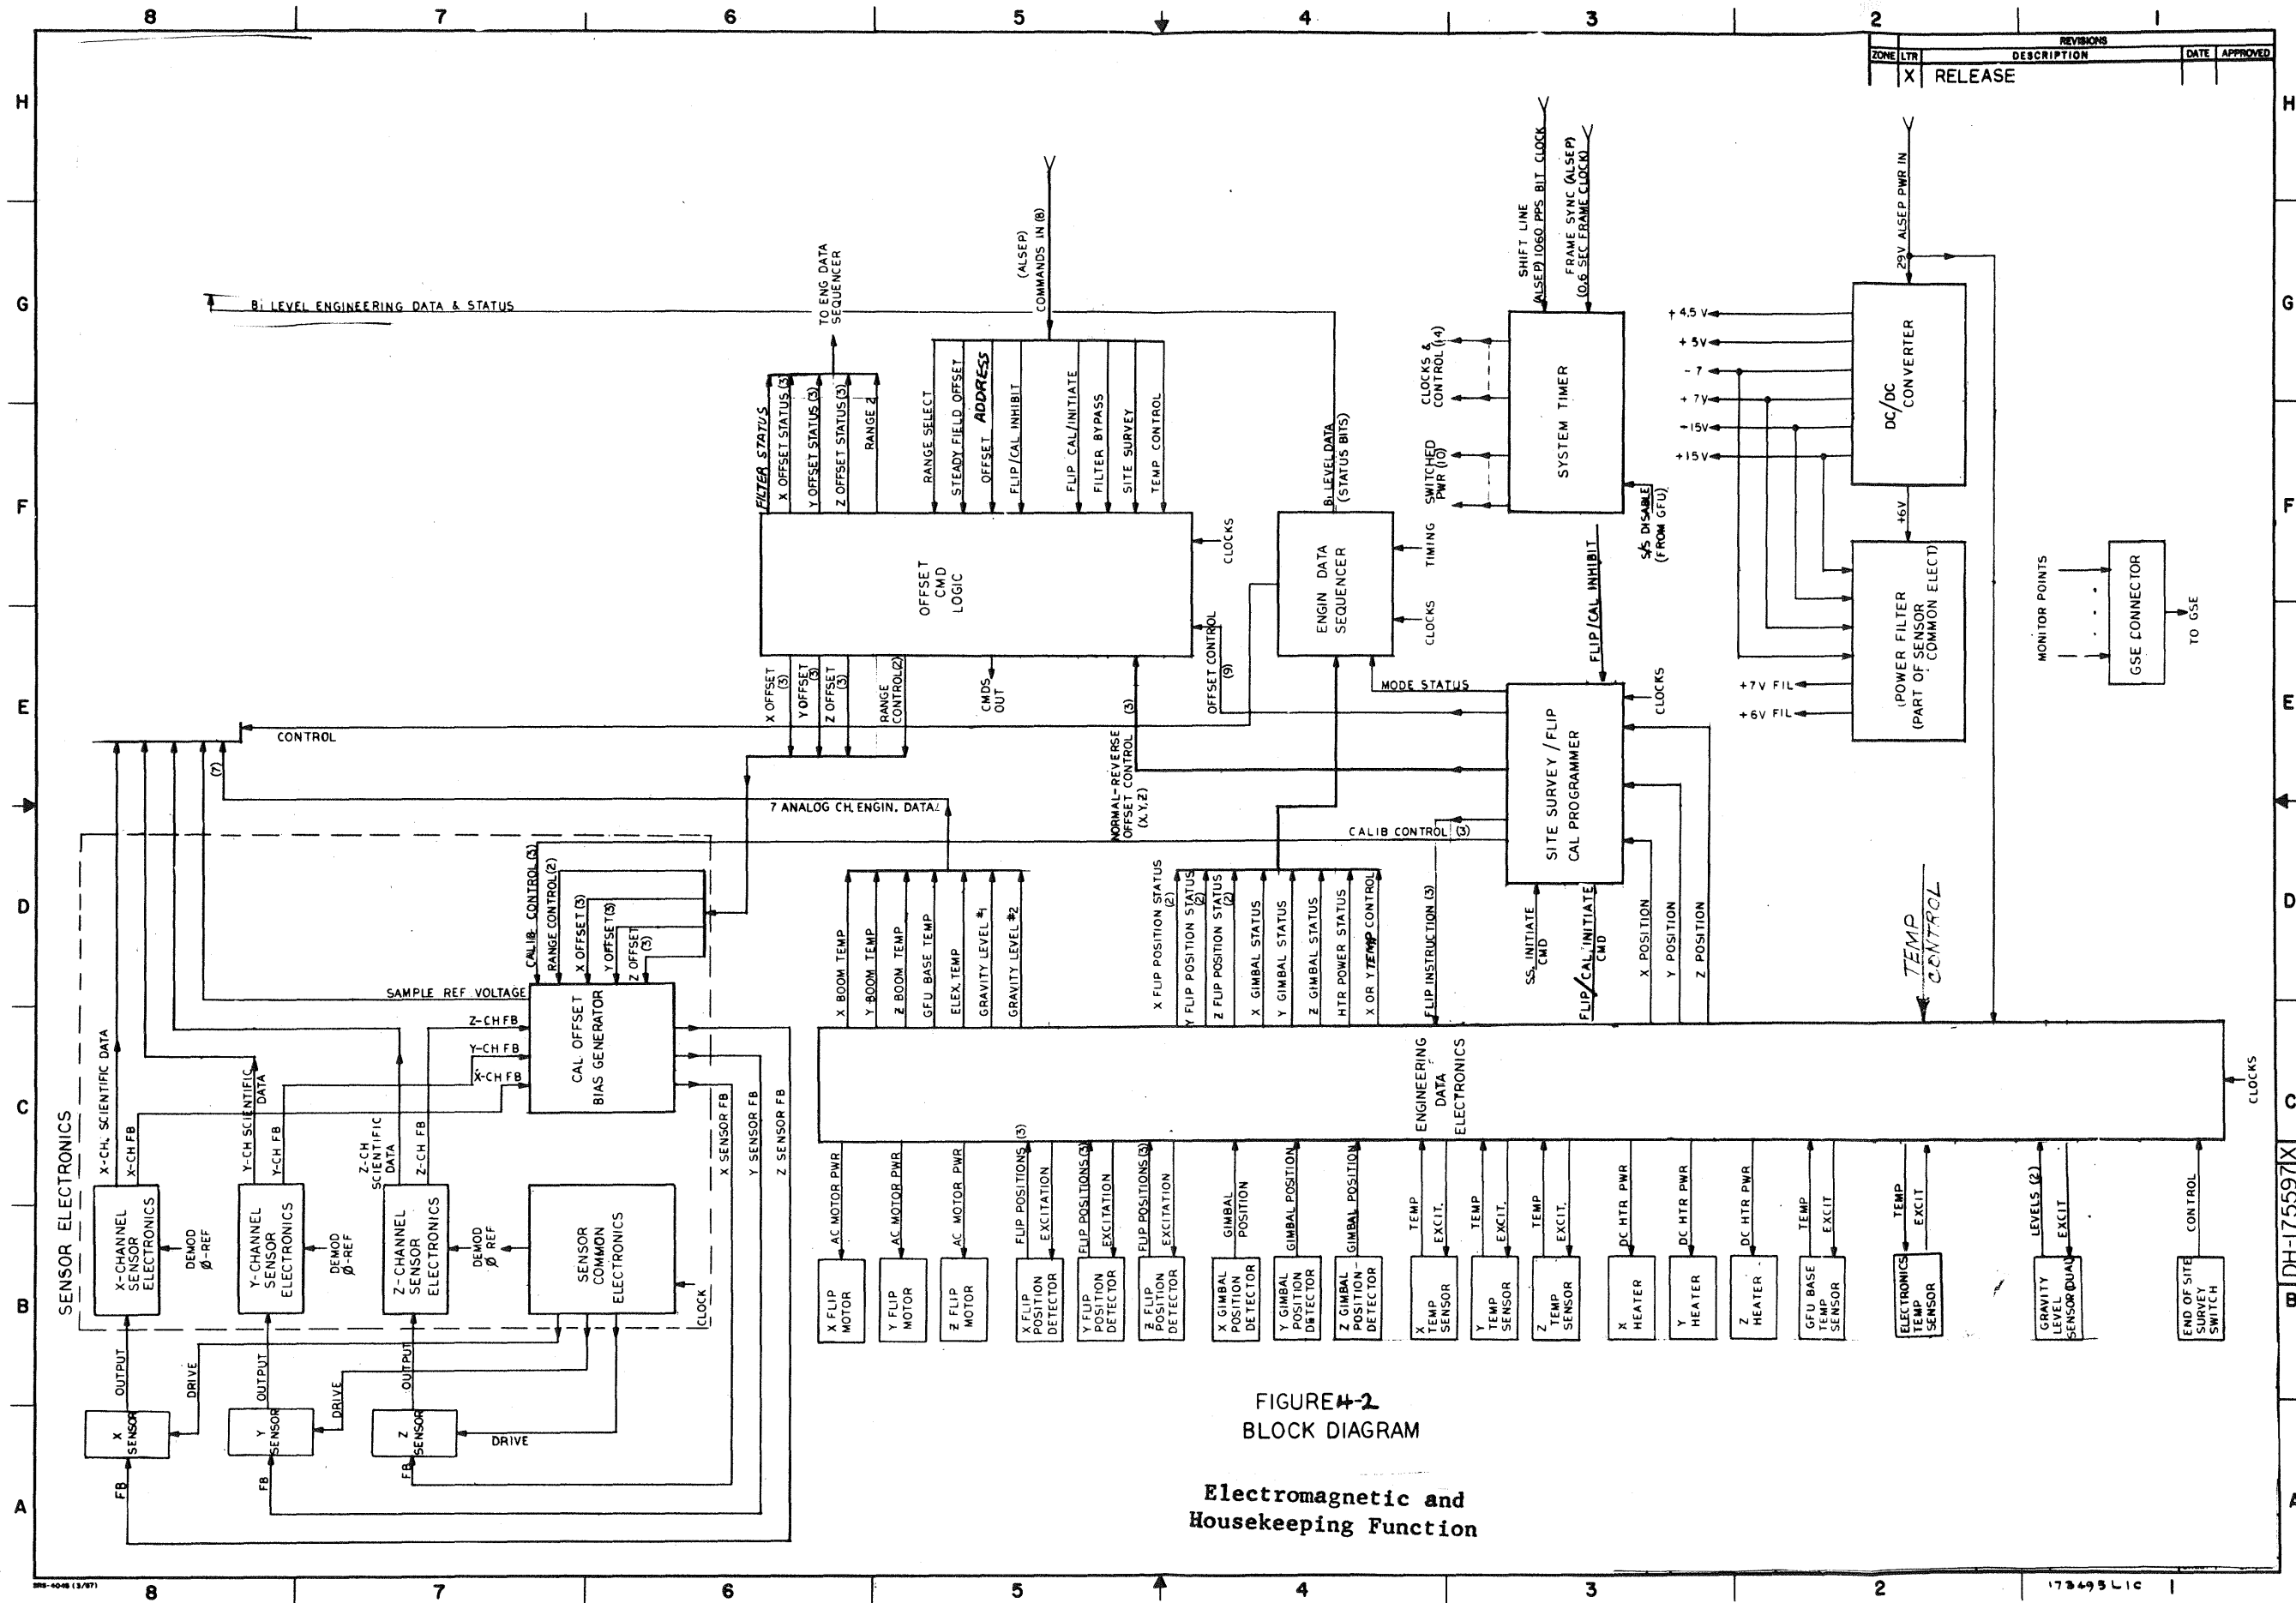 8 7 6 5 4 3 2 1
REVISIONS
ZONE LTR DESCRIPTION DATE APPROVED
X RELEASE
H
G
F
E
D
C
B
A
H
G
F
E
D
C
B
A
Bi LEVEL ENGINEERING DATA & STATUS
TO ENG DATA
SEQUENCER
(ALSEP)
COMMANDS IN (8)
SHIFT LINE
(ALSEP) 1060 PPS BIT CLOCK
FRAME SYNC (ALSEP)
(0.6 SEC FRAME CLOCK)
29V ALSEP PWR IN
FILTER STATUS
X OFFSET STATUS (3)
Y OFFSET STATUS (3)
Z OFFSET STATUS (3)
RANGE 2
RANGE SELECT
STEADY FIELD OFFSET
OFFSET ADDRESS
FLIP/CAL INHIBIT
FLIP CAL/INITIATE
FILTER BYPASS
SITE SURVEY
TEMP CONTROL
OFFSET
CMD
LOGIC
CLOCKS
Bi LEVEL DATA
(STATUS BITS)
ENGIN DATA
SEQUENCER
TIMING
CLOCKS
CLOCKS &
CONTROL (14)
SWITCHED
PWR (10)
SYSTEM TIMER
S/S DISABLE
(FROM GFU)
FLIP/CAL INHIBIT
+ 4.5 V
+ 5V
- 7
+ 7V
-15V
+15V
DC/DC
CONVERTER
+6V
(POWER FILTER
(PART OF SENSOR
COMMON ELECT)
+7V FIL
+6V FIL
MONITOR POINTS
GSE CONNECTOR
TO GSE
X OFFSET
(3)
Y OFFSET
(3)
Z OFFSET
(3)
RANGE
CONTROL(2)
CMDS
OUT
CONTROL
(7)
7 ANALOG CH. ENGIN. DATA
NORMAL-REVERSE
OFFSET CONTROL
(X,Y,Z)
(3)
OFFSET CONTROL
(9)
MODE STATUS
CALIB CONTROL (3)
SITE SURVEY / FLIP
CAL PROGRAMMER
CLOCKS
SS INITIATE
CMD
FLIP/CAL INITIATE
CMD
X POSITION
Y POSITION
Z POSITION
TEMP
CONTROL
CALIB CONTROL (3)
RANGE CONTROL(2)
X OFFSET (3)
Y OFFSET(3)
Z OFFSET
(3)
X BOOM TEMP
Y BOOM TEMP
Z BOOM TEMP
GFU BASE TEMP
ELEX. TEMP
GRAVITY LEVEL #1
GRAVITY LEVEL #2
X FLIP POSITION STATUS
(2)
Y FLIP POSITION STATUS
(2)
Z FLIP POSITION STATUS
(2)
X GIMBAL STATUS
Y GIMBAL STATUS
Z GIMBAL STATUS
HTR POWER STATUS
X OR Y TEMP CONTROL
FLIP INSTRUCTION (3)
SAMPLE REF VOLTAGE
Z-CH FB
Y-CH FB
X-CH FB
CAL OFFSET
BIAS GENERATOR
ENGINEERING
DATA
ELECTRONICS
CLOCKS
SENSOR ELECTRONICS
X-CH. SCIENTIFIC DATA
X-CH FB
Y-CH SCIENTIFIC
DATA
Y-CH FB
Z-CH
SCIENTIFIC
DATA
Z-CH FB
X SENSOR FB
Y SENSOR FB
Z SENSOR FB
X-CHANNEL
SENSOR
ELECTRONICS
DEMOD
Ø-REF
Y-CHANNEL
SENSOR
ELECTRONICS
DEMOD
Ø-REF
Z-CHANNEL
SENSOR
ELECTRONICS
DEMOD
Ø REF
SENSOR
COMMON
ELECTRONICS
CLOCK
AC MOTOR PWR
AC MOTOR PWR
AC MOTOR PWR
FLIP POSITIONS (3)
EXCITATION
FLIP POSITIONS (3)
EXCITATION
FLIP POSITIONS (3)
EXCITATION
GIMBAL
POSITION
GIMBAL POSITION
GIMBAL POSITION
TEMP
EXCIT.
TEMP
EXCIT.
TEMP
EXCIT.
DC HTR PWR
DC HTR PWR
DC HTR PWR
TEMP
EXCIT
TEMP
EXCIT
LEVELS (2)
EXCIT
CONTROL
X FLIP
MOTOR
Y FLIP
MOTOR
Z FLIP
MOTOR
X FLIP
POSITION
DETECTOR
Y FLIP
POSITION
DETECTOR
Z FLIP
POSITION
DETECTOR
X GIMBAL
POSITION
DETECTOR
Y GIMBAL
POSITION
DETECTOR
Z GIMBAL
POSITION
DETECTOR
X
TEMP
SENSOR
Y
TEMP
SENSOR
Z
TEMP
SENSOR
X
HEATER
Y
HEATER
Z
HEATER
GFU BASE
TEMP
SENSOR
ELECTRONICS
TEMP
SENSOR
GRAVITY
LEVEL
SENSOR(DUAL)
END OF SITE
SURVEY
SWITCH
OUTPUT
DRIVE
OUTPUT
DRIVE
OUTPUT
DRIVE
X
SENSOR
Y
SENSOR
Z
SENSOR
FB
FB
FB
FIGURE 4-2
BLOCK DIAGRAM
Electromagnetic and
Housekeeping Function
DH-175597 X
BRS-4046 (3/67)
173495L1C
8 7 6 5 4 3 2 1